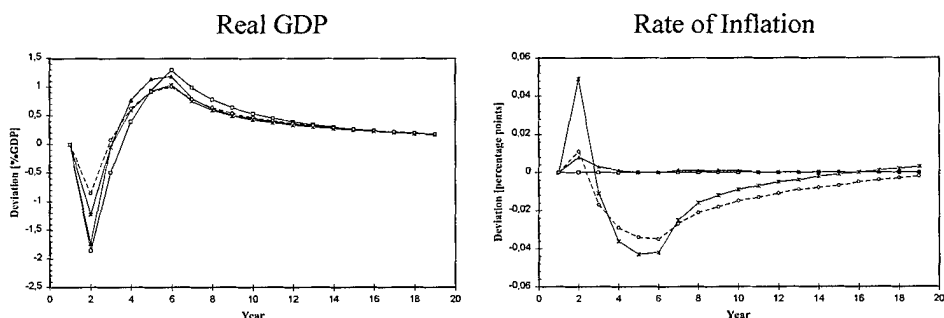 Real GDP
Deviation [%GDP]
1,5
1
0,5
0
-0,5
-1
-1,5
-2
-2,5
0 2 4 6 8 10 12 14 16 18 20
Year
Rate of Inflation
Deviation [percentage points]
0,06
0,04
0,02
0
-0,02
-0,04
-0,06
0 2 4 6 8 10 12 14 16 18 20
Year